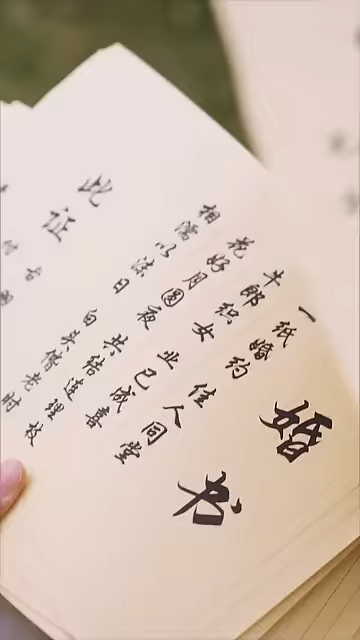 婚书
一纸婚约 佳人同堂
牛郎织女 业已成喜
花好月圆夜 共结连理枝
相濡以沫日 白头偕老时
此证